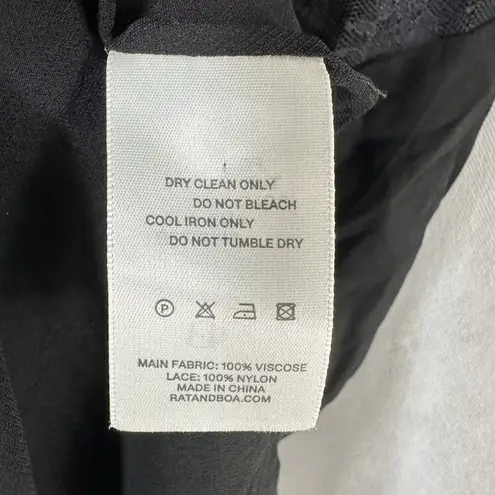 DRY CLEAN ONLY
DO NOT BLEACH
COOL IRON ONLY
DO NOT TUMBLE DRY
P
MAIN FABRIC: 100% VISCOSE
LACE: 100% NYLON
MADE IN CHINA
RATANDBOA.COM